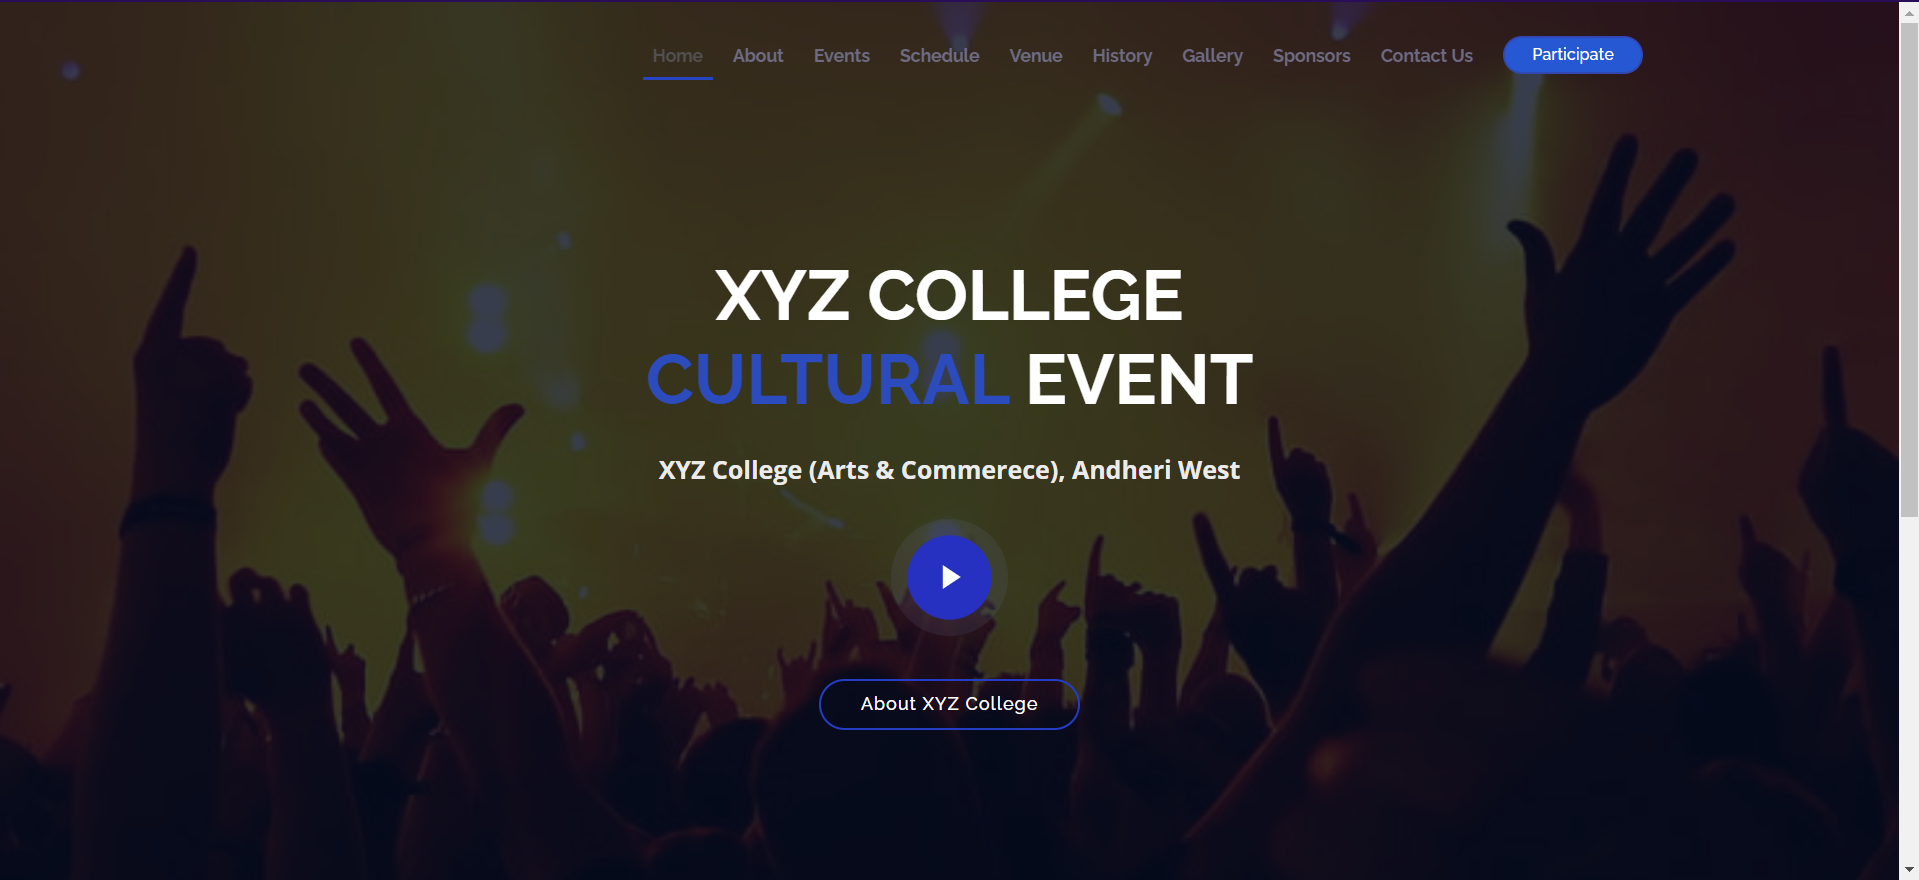 Home About Events Schedule Venue History Gallery Sponsors Contact Us Participate
XYZ COLLEGE
CULTURAL EVENT
XYZ College (Arts & Commerece), Andheri West
About XYZ College